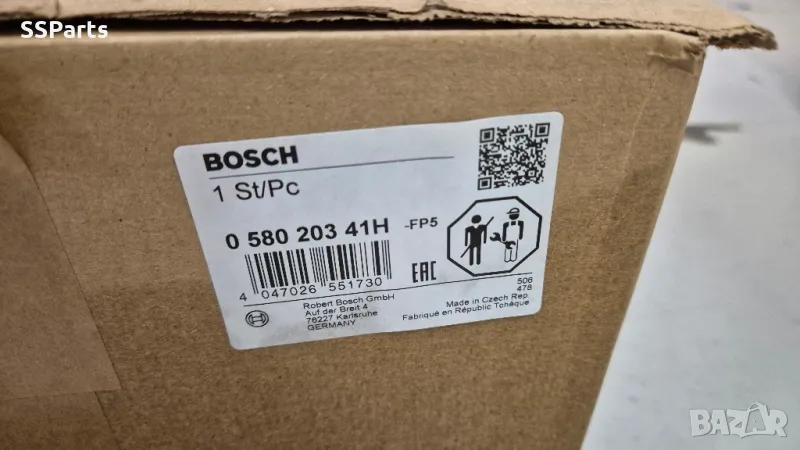 SSParts
BOSCH
1 St/Pc
0 580 203 41H -FP5
4 047026 551730
EAC
Robert Bosch GmbH
Auf der Breit 4
76227 Karlsruhe
GERMANY
506
478
Made in Czech Rep.
Fabriqué en République Tchèque
BAZAR